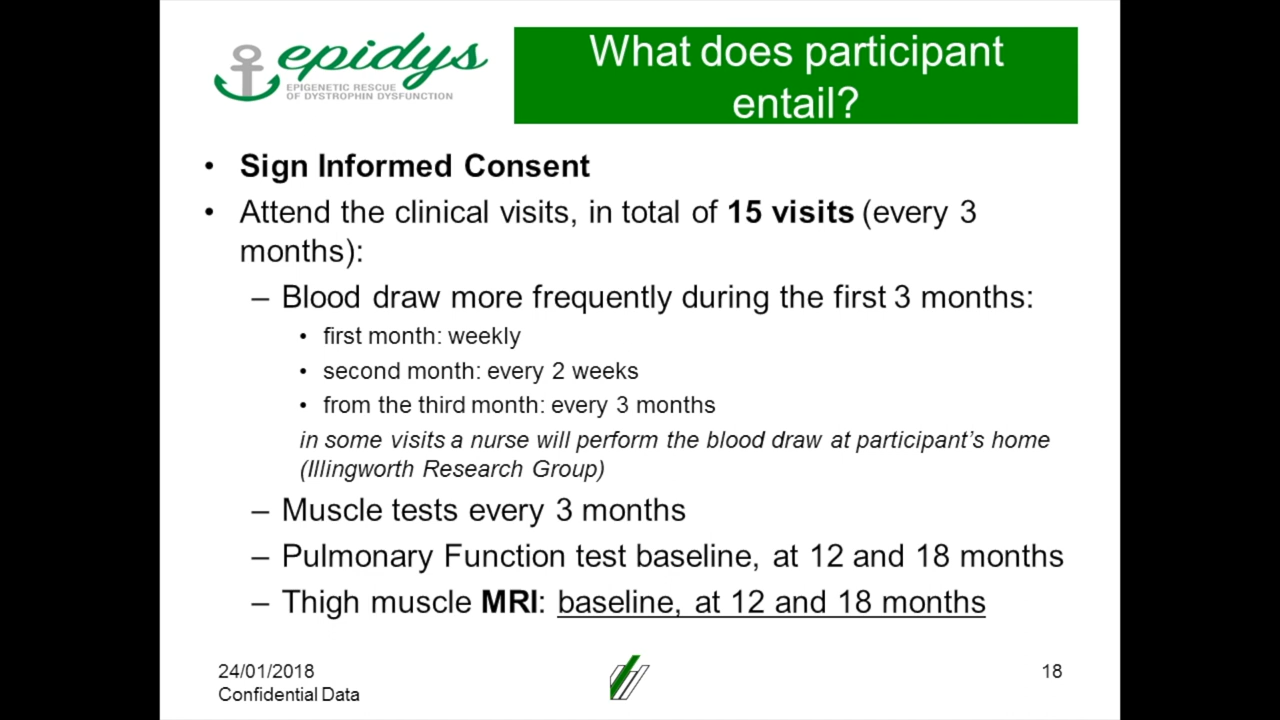 epidys
EPIGENETIC RESCUE
OF DYSTROPHIN DYSFUNCTION
What does participant
entail?
• Sign Informed Consent
• Attend the clinical visits, in total of 15 visits (every 3
months):
– Blood draw more frequently during the first 3 months:
• first month: weekly
• second month: every 2 weeks
• from the third month: every 3 months
in some visits a nurse will perform the blood draw at participant's home
(Illingworth Research Group)
– Muscle tests every 3 months
– Pulmonary Function test baseline, at 12 and 18 months
– Thigh muscle MRI: baseline, at 12 and 18 months
24/01/2018
Confidential Data
18